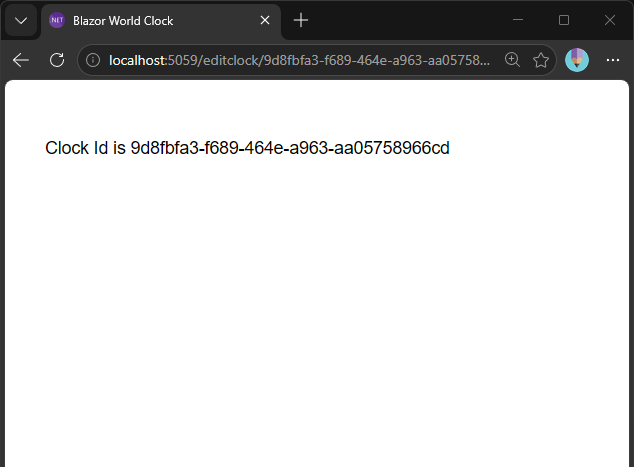 .NET Blazor World Clock
localhost:5059/editclock/9d8fbfa3-f689-464e-a963-aa05758...
Clock Id is 9d8fbfa3-f689-464e-a963-aa05758966cd